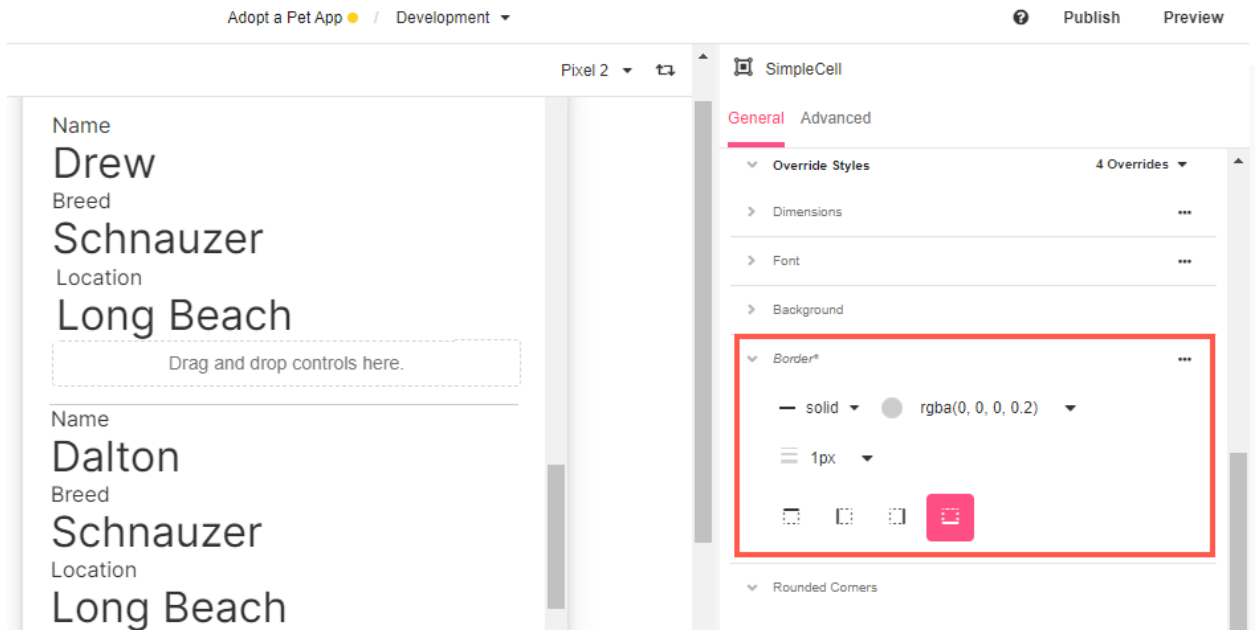 Adopt a Pet App / Development
Publish Preview
Pixel 2
SimpleCell
General Advanced
Name
Drew
Breed
Schnauzer
Location
Long Beach
Drag and drop controls here.
Name
Dalton
Breed
Schnauzer
Location
Long Beach
Override Styles 4 Overrides
Dimensions
Font
Background
Border*
solid rgba(0, 0, 0, 0.2)
1px
Rounded Corners